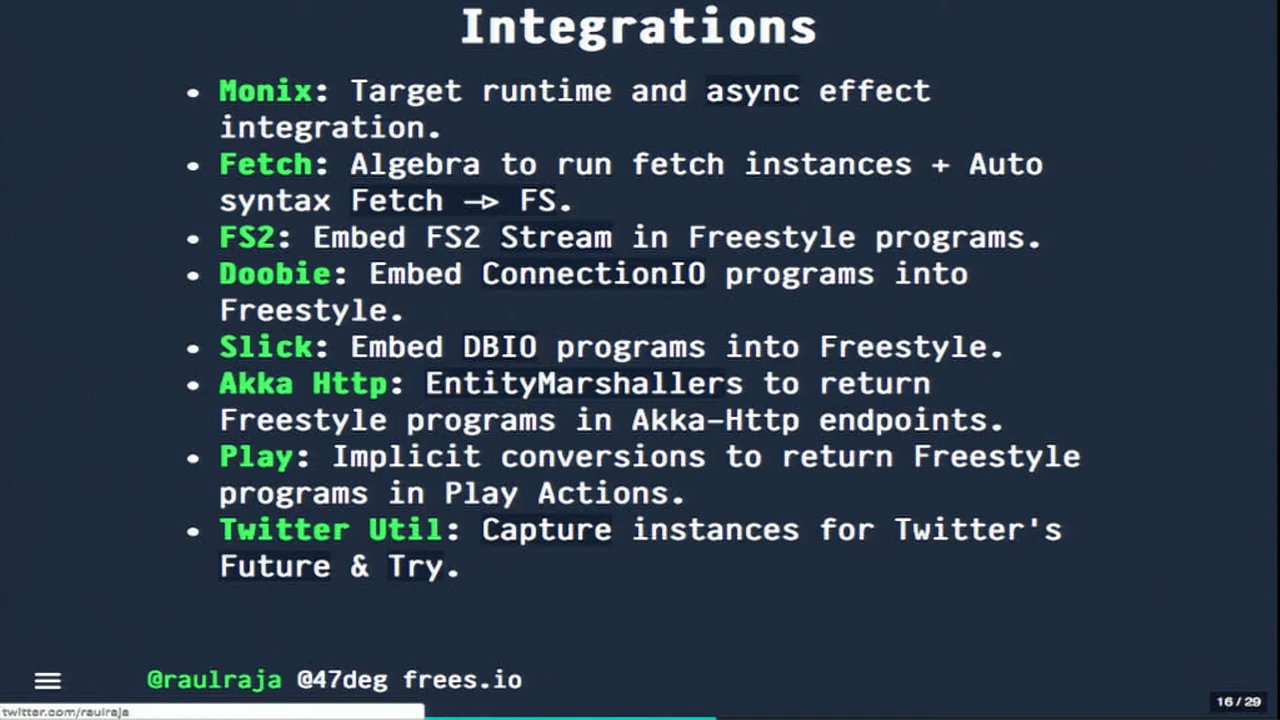 Integrations
• Monix: Target runtime and async effect
integration.
• Fetch: Algebra to run fetch instances + Auto
syntax Fetch —> FS.
• FS2: Embed FS2 Stream in Freestyle programs.
• Doobie: Embed ConnectionIO programs into
Freestyle.
• Slick: Embed DBIO programs into Freestyle.
• Akka Http: EntityMarshallers to return
Freestyle programs in Akka-Http endpoints.
• Play: Implicit conversions to return Freestyle
programs in Play Actions.
• Twitter Util: Capture instances for Twitter's
Future & Try.
@raulraja @47deg frees.io
16 / 29
twitter.com/raulraja